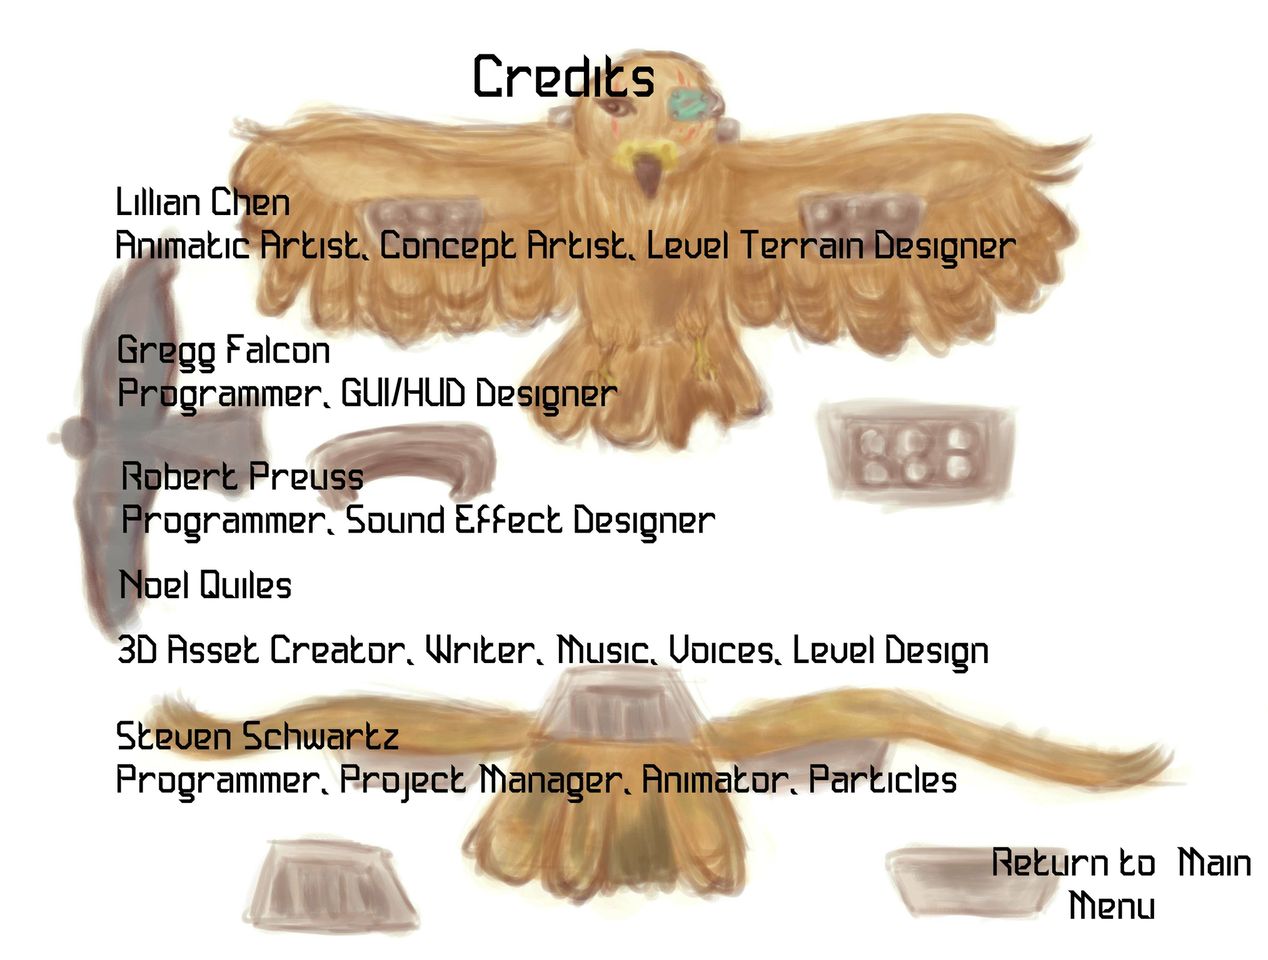 Credits
Lillian Chen
Animatic Artist, Concept Artist, Level Terrain Designer
Gregg Falcon
Programmer, GUI/HUD Designer
Robert Preuss
Programmer, Sound Effect Designer
Noel Quiles
3D Asset Creator, Writer, Music, Voices, Level Design
Steven Schwartz
Programmer, Project Manager, Animator, Particles
Return to Main
Menu